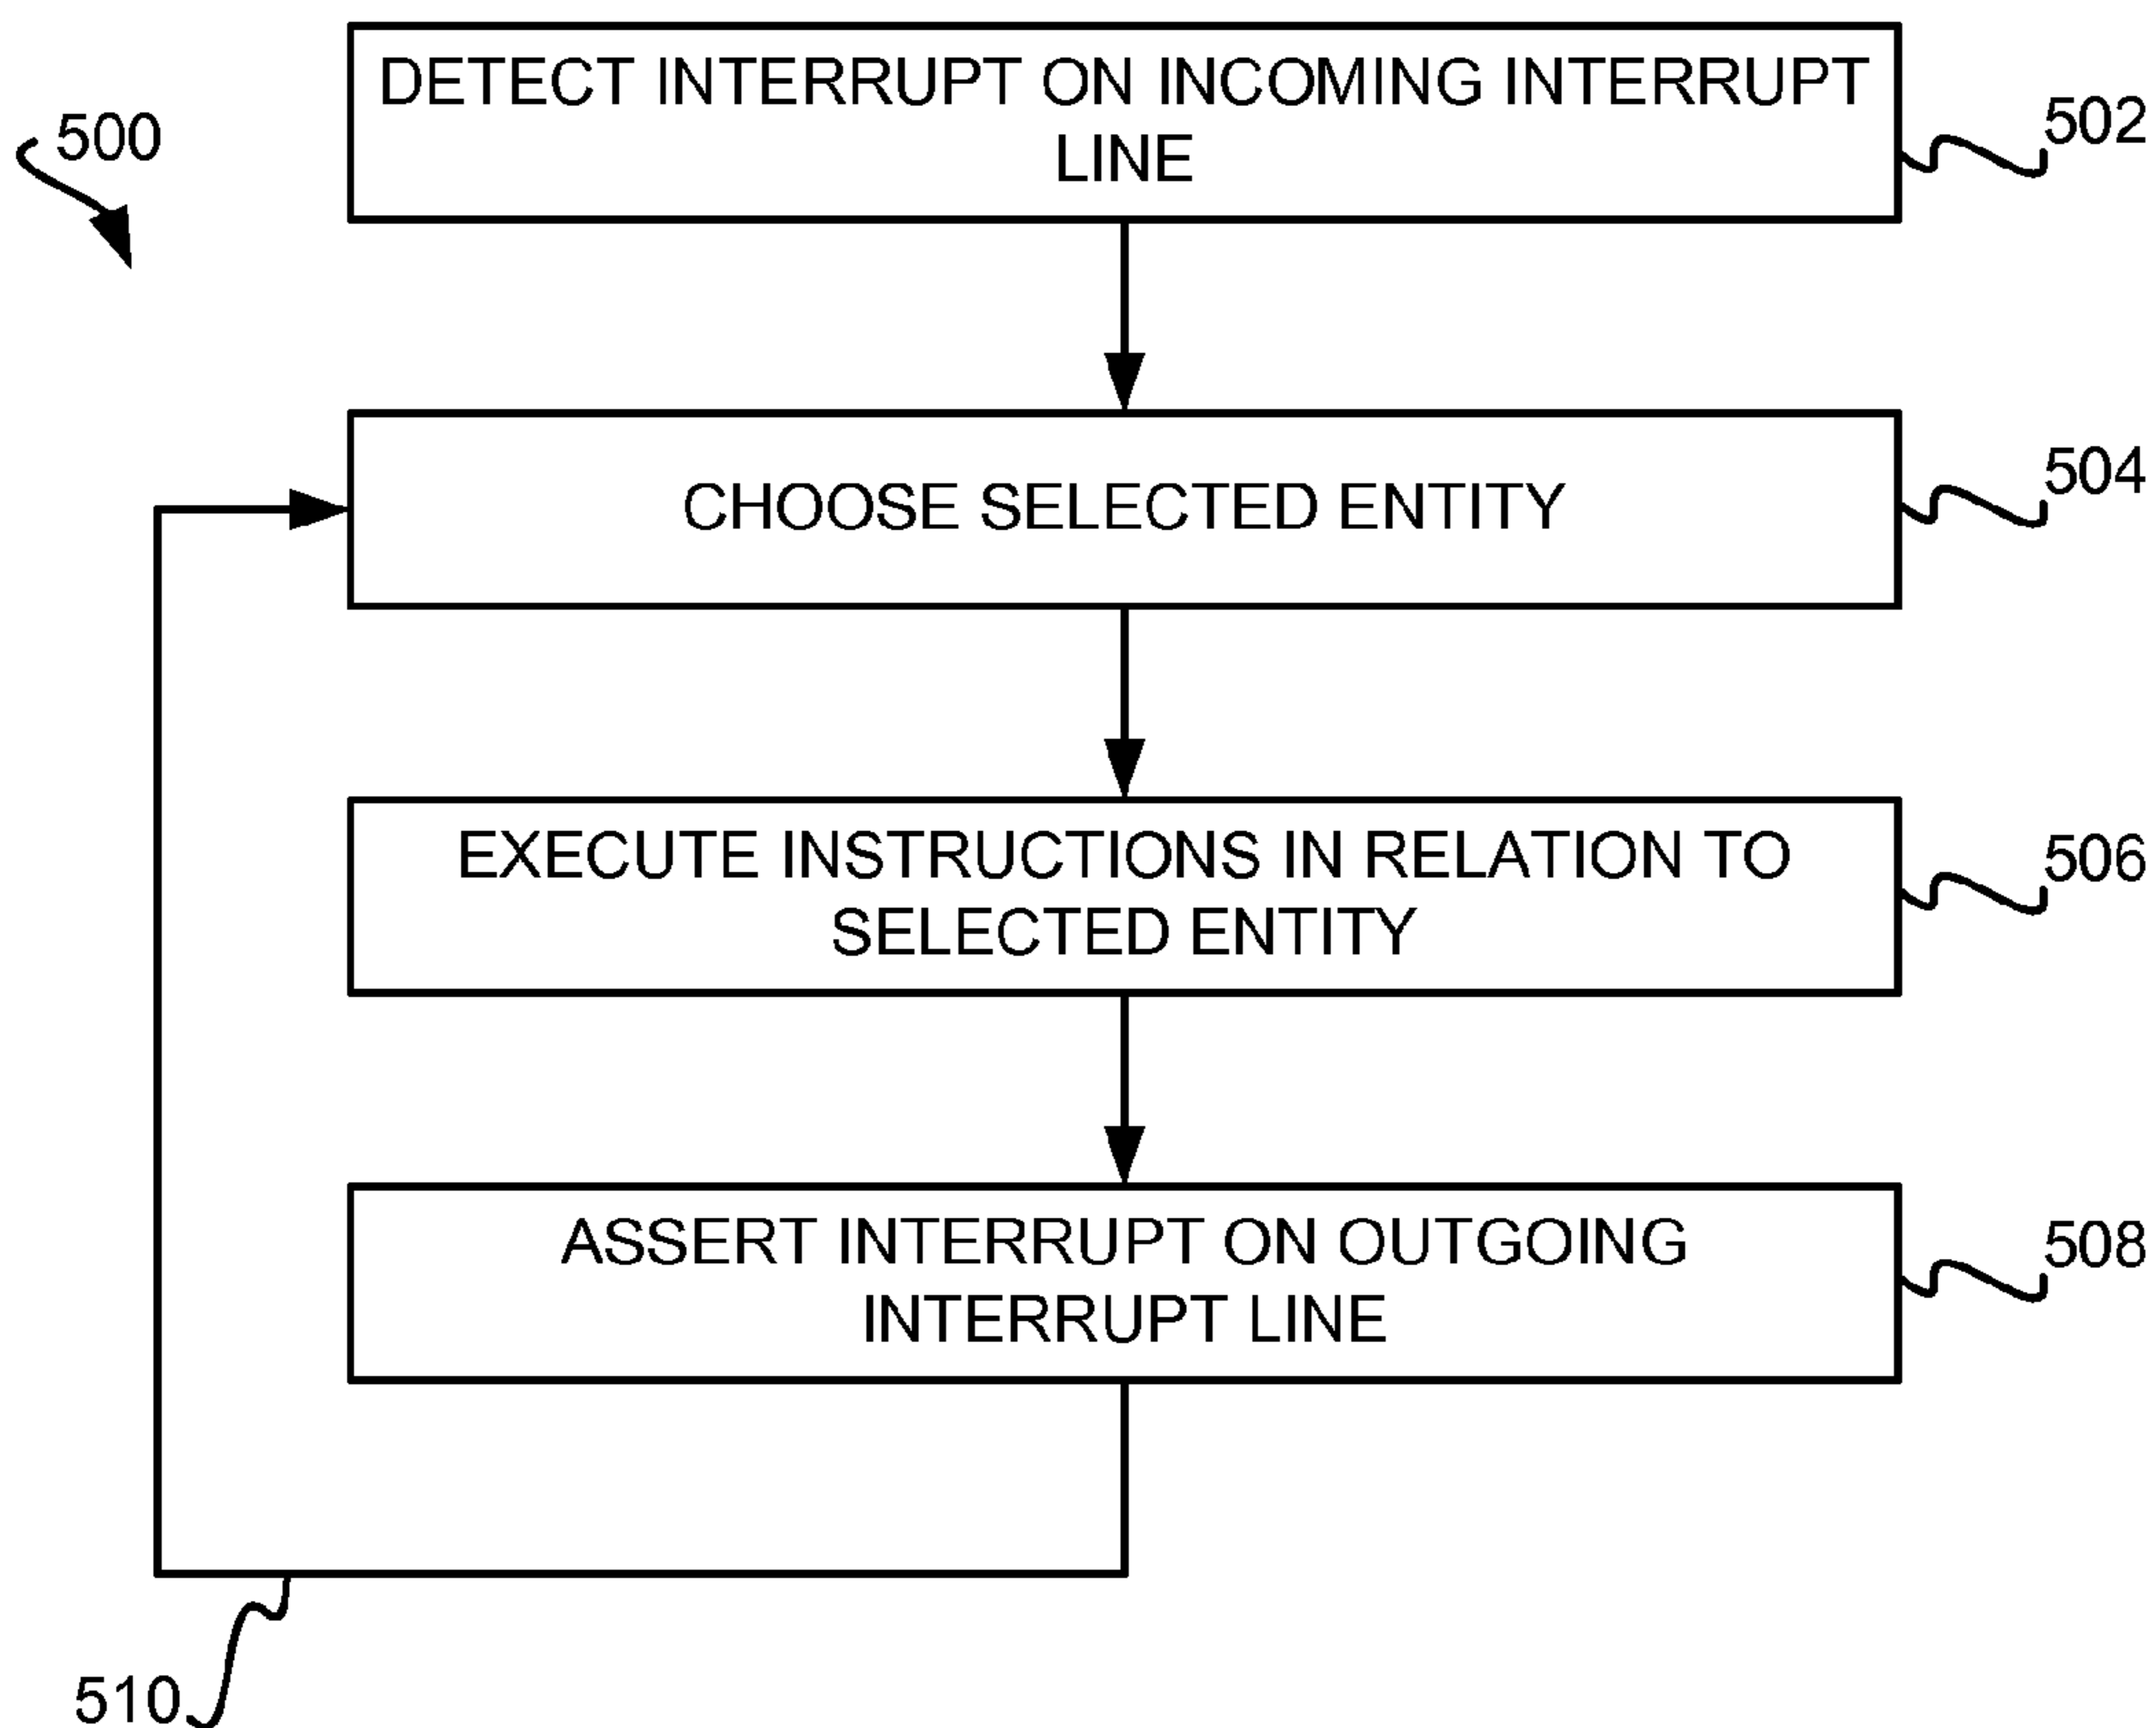 500
DETECT INTERRUPT ON INCOMING INTERRUPT
LINE
502
CHOOSE SELECTED ENTITY
504
EXECUTE INSTRUCTIONS IN RELATION TO
SELECTED ENTITY
506
ASSERT INTERRUPT ON OUTGOING
INTERRUPT LINE
508
510